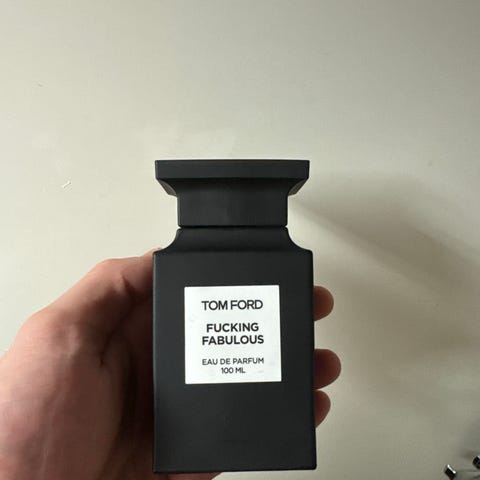 TOM FORD
FUCKING
FABULOUS
EAU DE PARFUM
100 ML